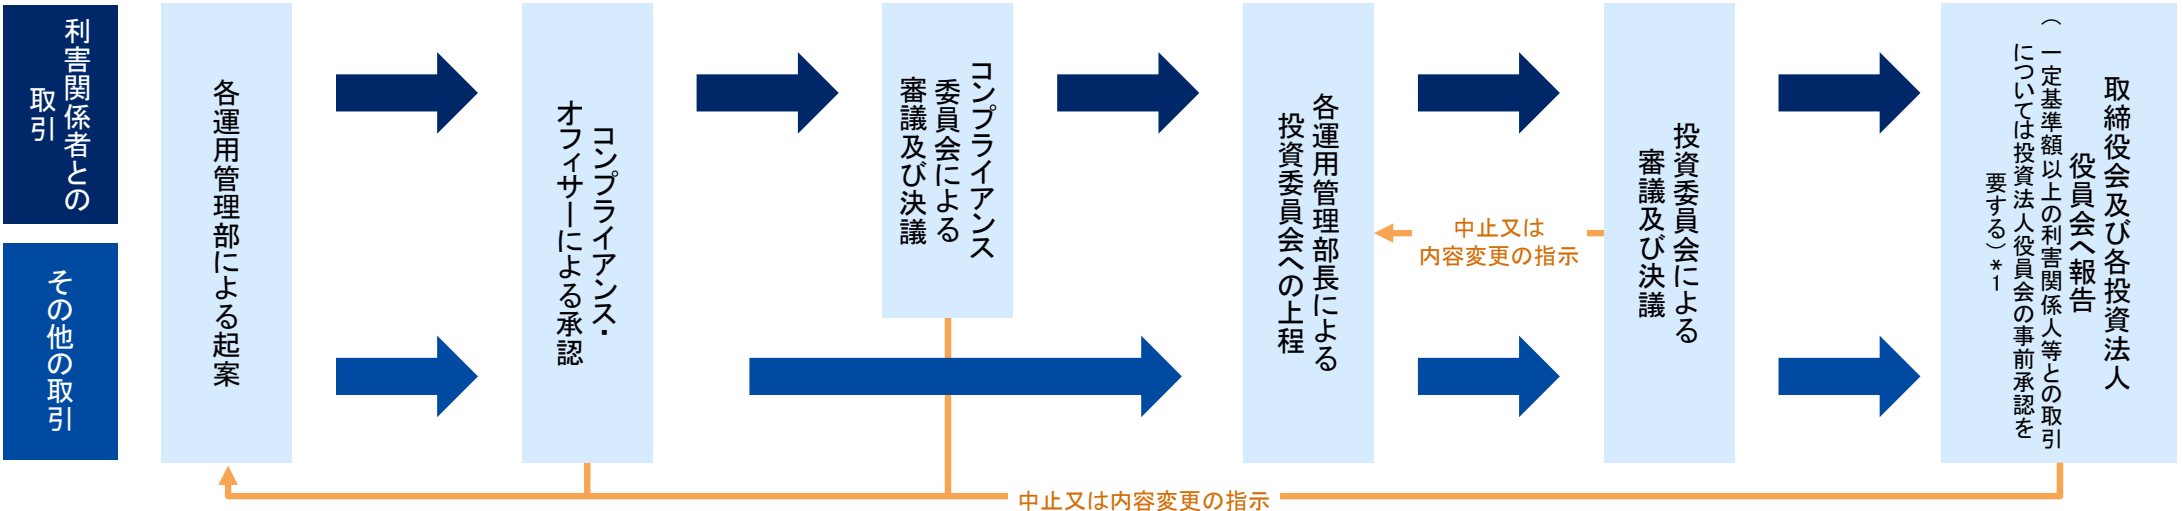 利害関係者との
取引
その他の取引
各運用管理部による起案
コンプライアンス・
オフィサーによる承認
コンプライアンス
委員会による
審議及び決議
各運用管理部長による
投資委員会への上程
中止又は
内容変更の指示
投資委員会による
審議及び決議
取締役会及び各投資法人
役員会へ報告
（一定基準額以上の利害関係人等との取引
については投資法人役員会の事前承認を
要する）*1
中止又は内容変更の指示